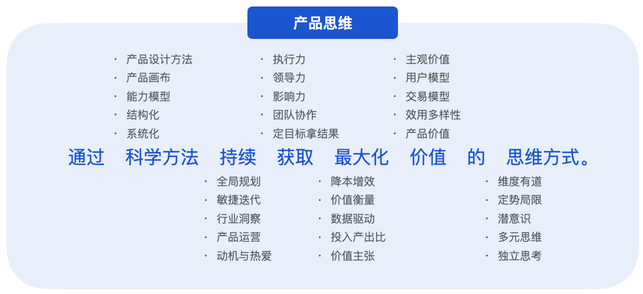 产品思维
· 产品设计方法
· 产品画布
· 能力模型
· 结构化
· 系统化
· 执行力
· 领导力
· 影响力
· 团队协作
· 定目标拿结果
· 主观价值
· 用户模型
· 交易模型
· 效用多样性
· 产品价值
通过 科学方法 持续 获取 最大化 价值 的 思维方式。
· 全局规划
· 敏捷迭代
· 行业洞察
· 产品运营
· 动机与热爱
· 降本增效
· 价值衡量
· 数据驱动
· 投入产出比
· 价值主张
· 维度有道
· 定势局限
· 潜意识
· 多元思维
· 独立思考